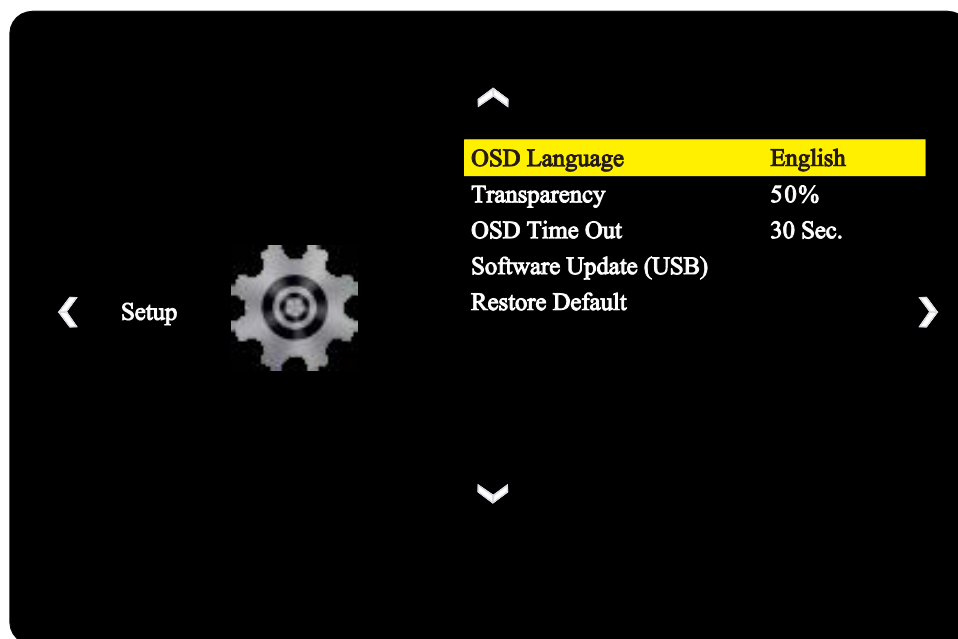 Setup
OSD Language English
Transparency 50%
OSD Time Out 30 Sec.
Software Update (USB)
Restore Default